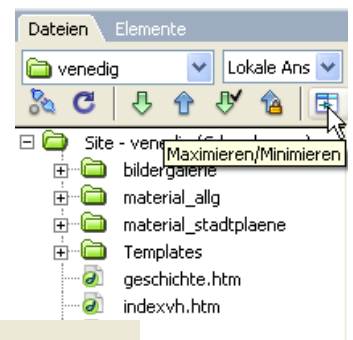 Dateien Elemente
venedig Lokale Ans
Site - vene
Maximieren/Minimieren
bildergalerie
material_allg
material_stadtplaene
Templates
geschichte.htm
indexvh.htm